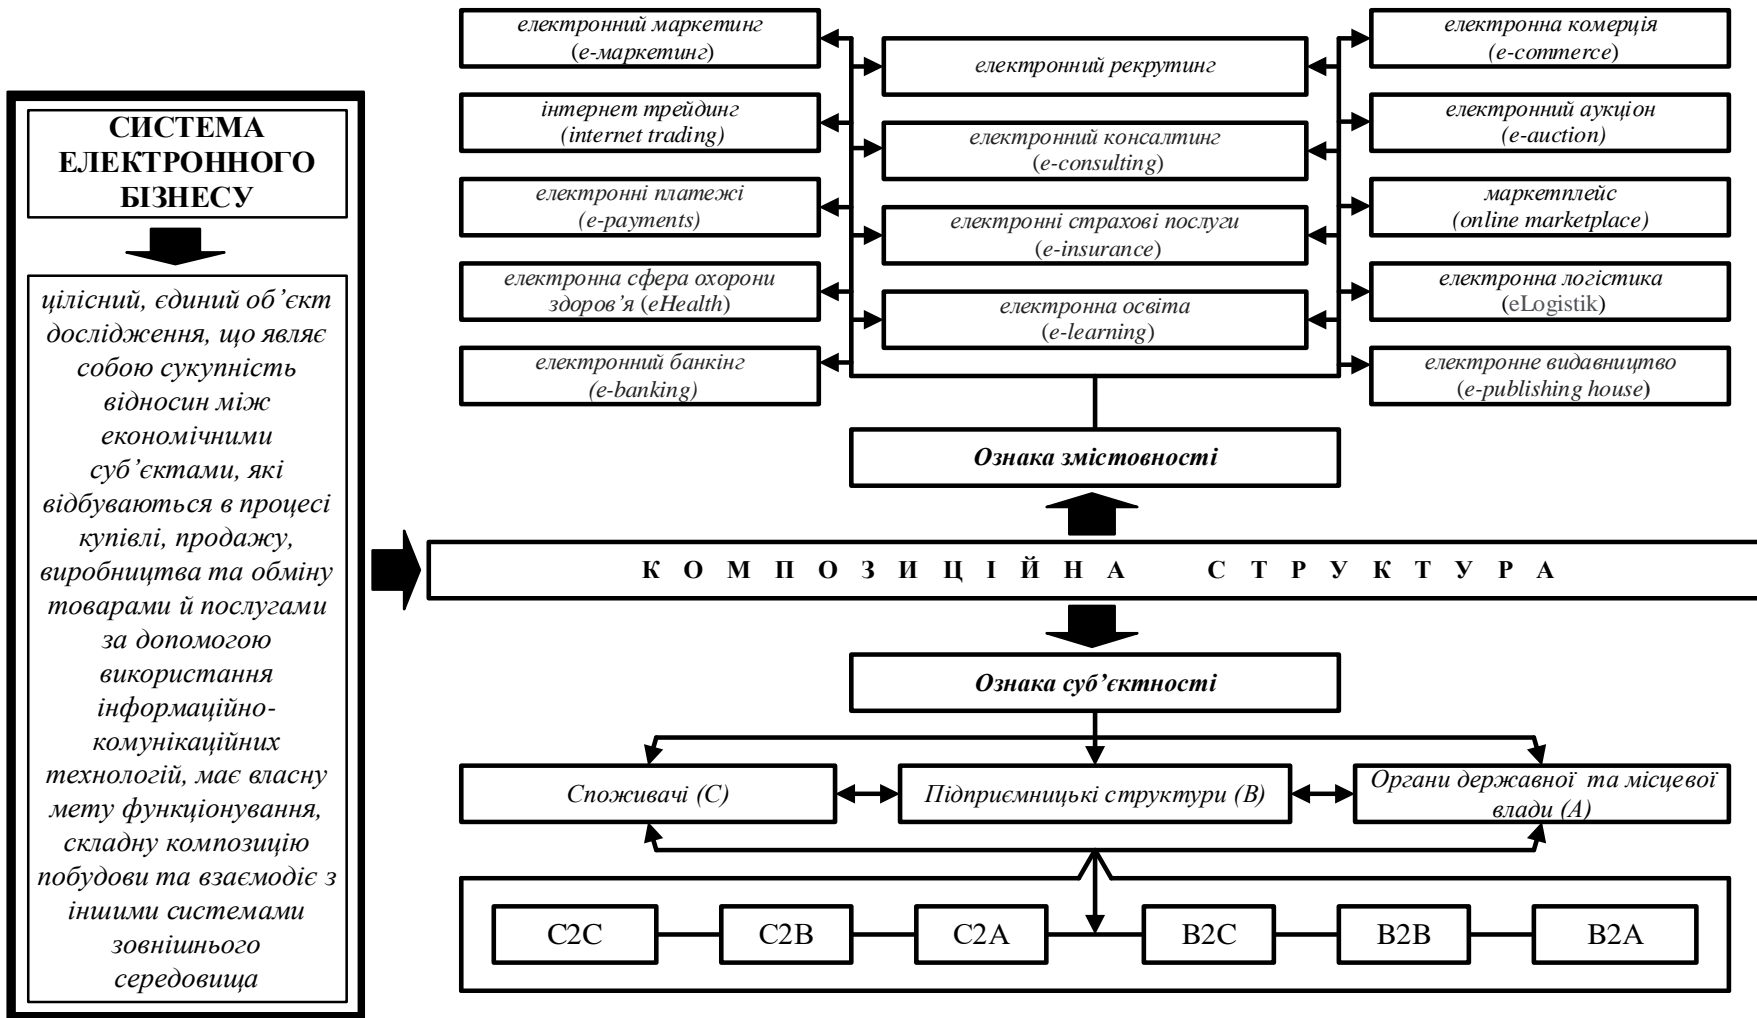 СИСТЕМА
ЕЛЕКТРОННОГО
БІЗНЕСУ
цілісний, єдиний об’єкт
дослідження, що являє
собою сукупність
відносин між
економічними
суб’єктами, які
відбуваються в процесі
купівлі, продажу,
виробництва та обміну
товарами й послугами
за допомогою
використання
інформаційно-
комунікаційних
технологій, має власну
мету функціонування,
складну композицію
побудови та взаємодіє з
іншими системами
зовнішнього
середовища
електронний маркетинг
(е-маркетинг)
інтернет трейдинг
(internet trading)
електронні платежі
(e-payments)
електронна сфера охорони
здоров’я (eHealth)
електронний банкінг
(e-banking)
електронний рекрутинг
електронний консалтинг
(e-consulting)
електронні страхові послуги
(e-insurance)
електронна освіта
(e-learning)
електронна комерція
(e-commerce)
електронний аукціон
(e-auction)
маркетплейс
(online marketplace)
електронна логістика
(eLogistik)
електронне видавництво
(e-publishing house)
Ознака змістовності
КОМПОЗИЦІЙНА СТРУКТУРА
Ознака суб’єктності
Споживачі (С)
Підприємницькі структури (В)
Органи державної та місцевої
влади (А)
C2C
C2B
C2A
B2C
B2B
B2A